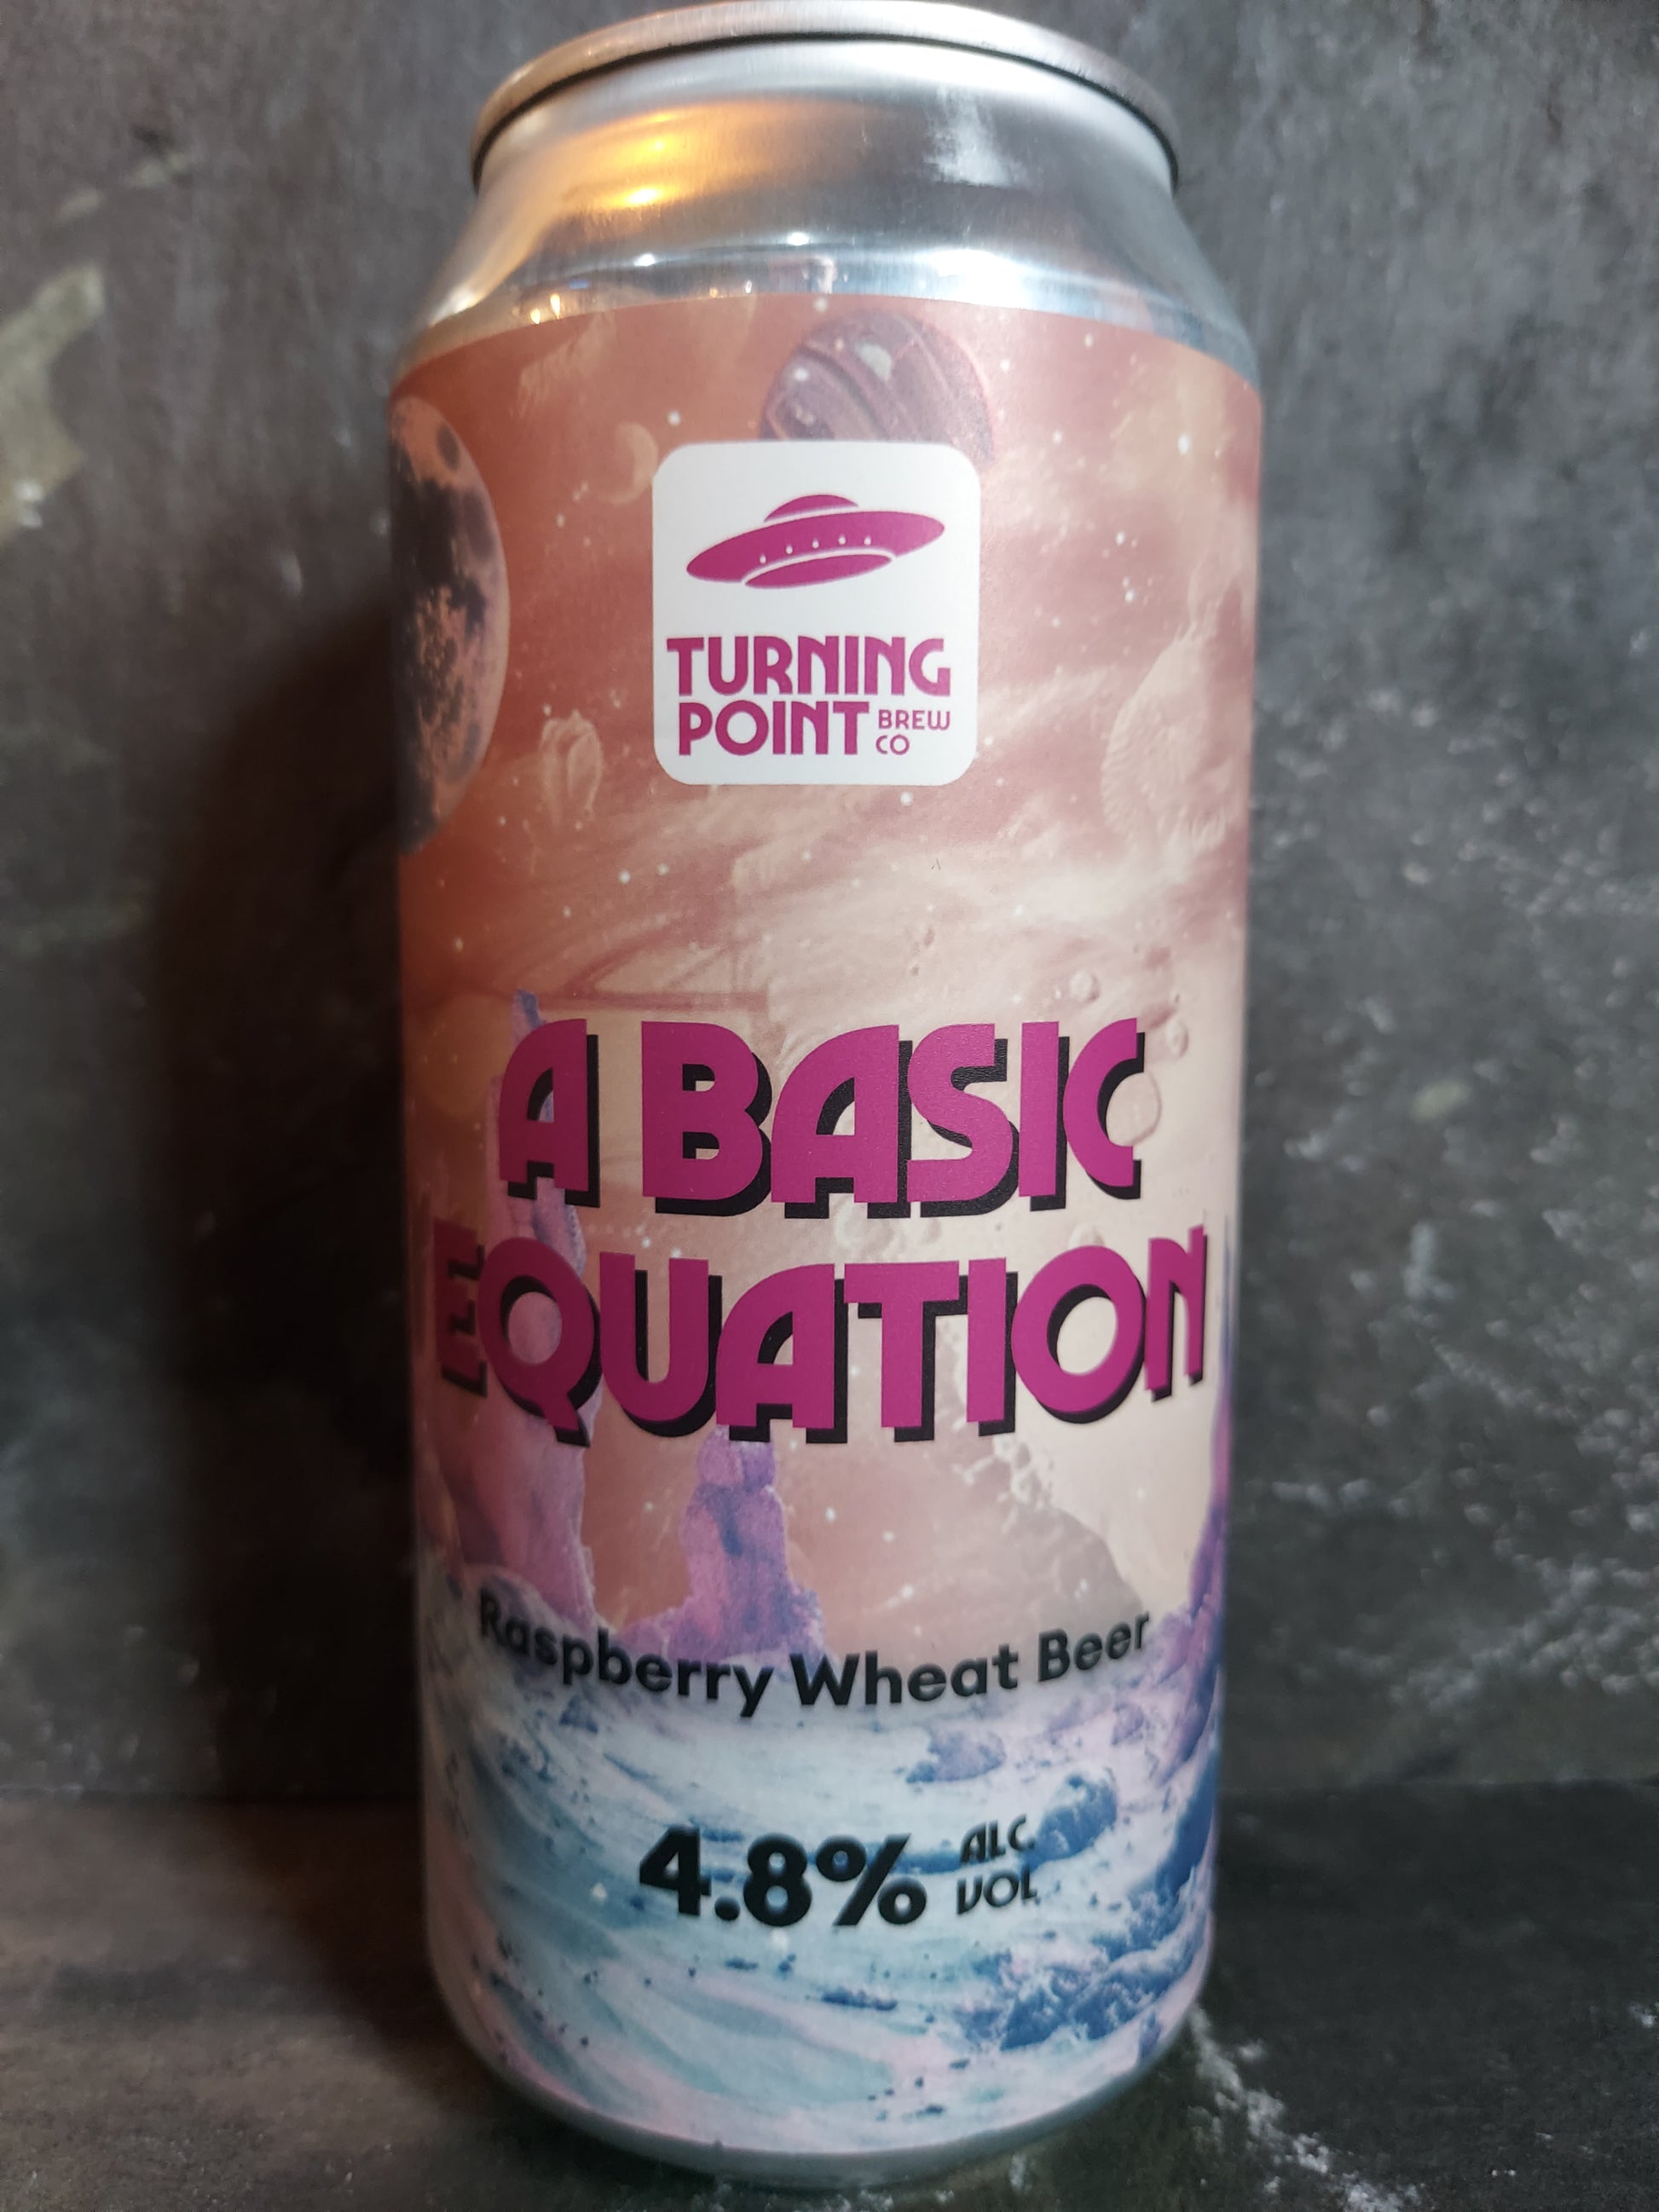 TURNING
POINT BREW
CO
A BASIC
EQUATION
Raspberry Wheat Beer
4.8% ALC.
VOL.